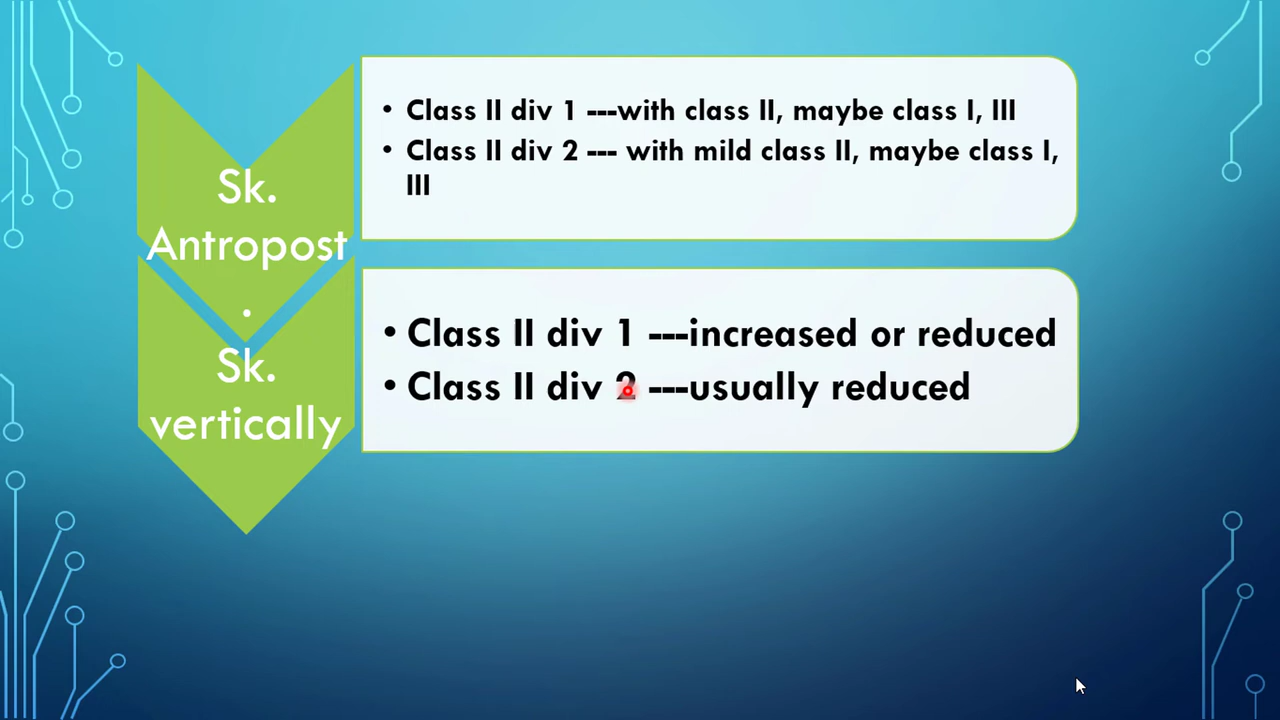 Sk.
Antropost
.
• Class II div 1 ---with class II, maybe class I, III
• Class II div 2 --- with mild class II, maybe class I,
III
Sk.
vertically
• Class II div 1 ---increased or reduced
• Class II div 2 ---usually reduced